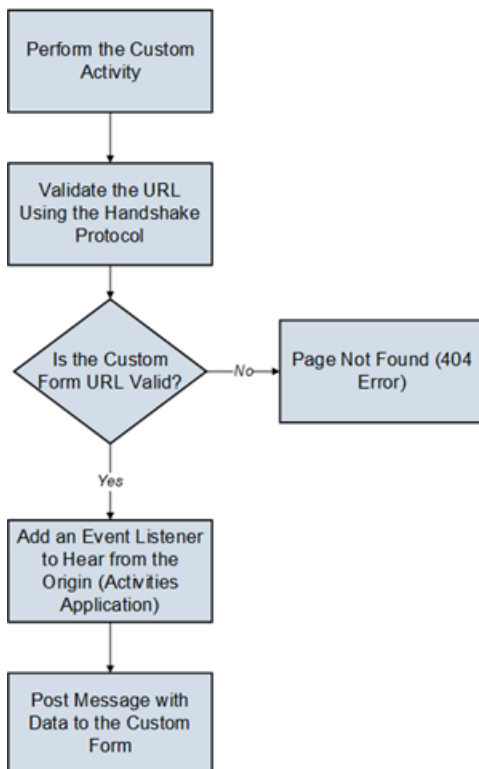 Perform the Custom
Activity
Validate the URL
Using the Handshake
Protocol
Is the Custom
Form URL Valid?
No
Page Not Found (404
Error)
Yes
Add an Event Listener
to Hear from the
Origin (Activities
Application)
Post Message with
Data to the Custom
Form